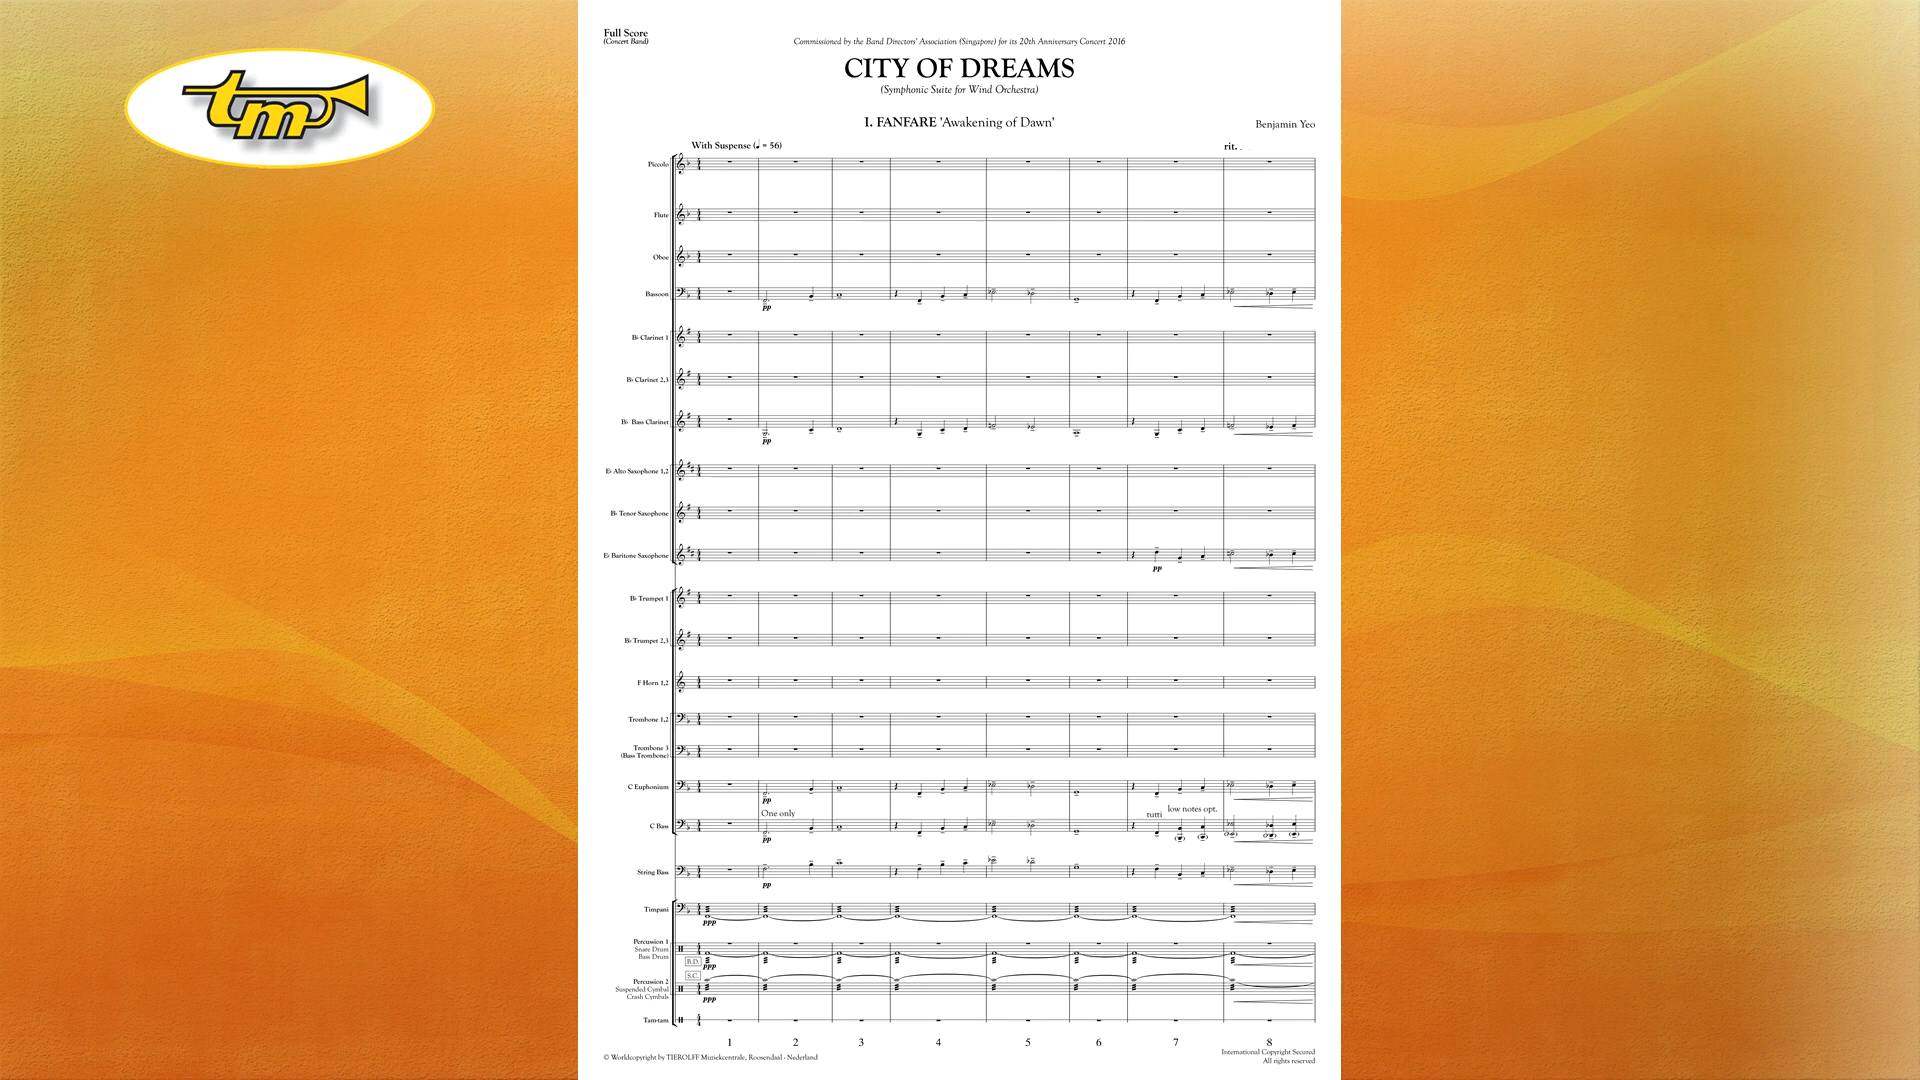 tm
Full Score
(Concert Band)
Commissioned by the Band Directors' Association (Singapore) for its 20th Anniversary Concert 2016
CITY OF DREAMS
(Symphonic Suite for Wind Orchestra)
I. FANFARE 'Awakening of Dawn'
Benjamin Yeo
With Suspense (♩ = 56)
rit.
Piccolo
Flute
Oboe
Bassoon
pp
B♭ Clarinet 1
B♭ Clarinet 2,3
B♭ Bass Clarinet
pp
E♭ Alto Saxophone 1,2
B♭ Tenor Saxophone
E♭ Baritone Saxophone
pp
B♭ Trumpet 1
B♭ Trumpet 2,3
F Horn 1,2
Trombone 1,2
Trombone 3
(Bass Trombone)
C Euphonium
pp
One only
low notes opt.
tutti
C Bass
pp
String Bass
pp
Timpani
ppp
Percussion 1
Snare Drum
Bass Drum
B.D.
ppp
S.C.
Percussion 2
Suspended Cymbal
Crash Cymbals
ppp
Tam-tam
1 2 3 4 5 6 7 8
© Worldcopyright by TIEROLFF Muziekcentrale, Roosendaal - Nederland
International Copyright Secured
All rights reserved